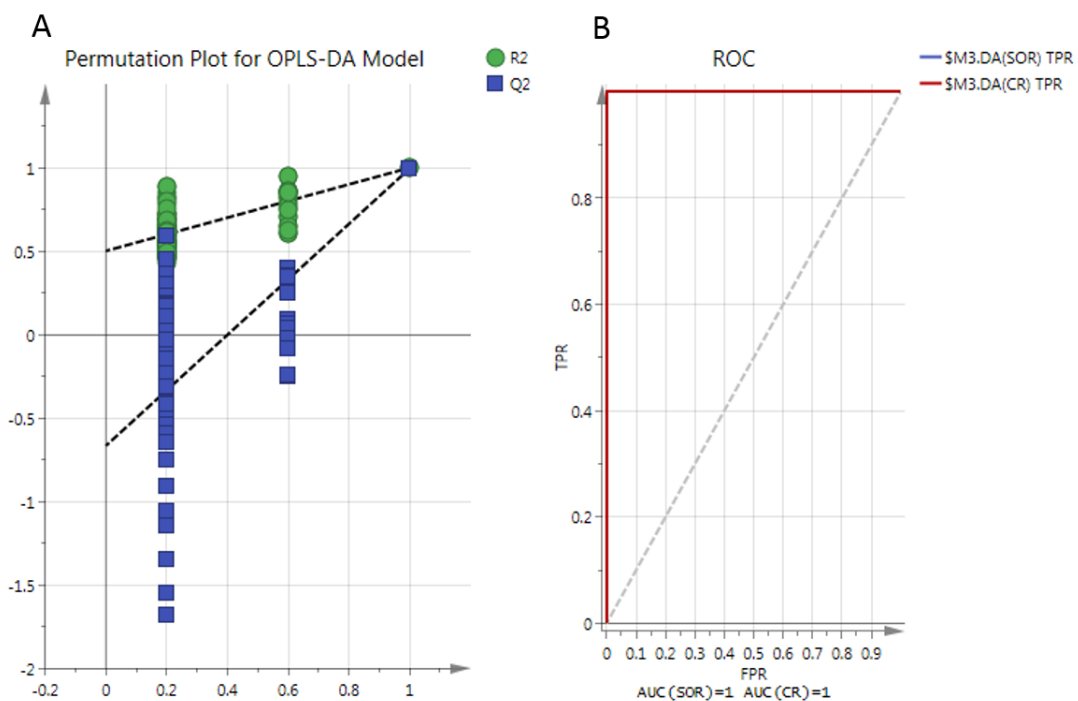 A
Permutation Plot for OPLS-DA Model
R2
Q2
1
0.5
0
-0.5
-1
-1.5
-2
-0.2 0 0.2 0.4 0.6 0.8 1
B
ROC
$M3.DA(SOR) TPR
$M3.DA(CR) TPR
TPR
0.8
0.6
0.4
0.2
0
0 0.1 0.2 0.3 0.4 0.5 0.6 0.7 0.8 0.9
FPR
AUC(SOR)=1 AUC(CR)=1